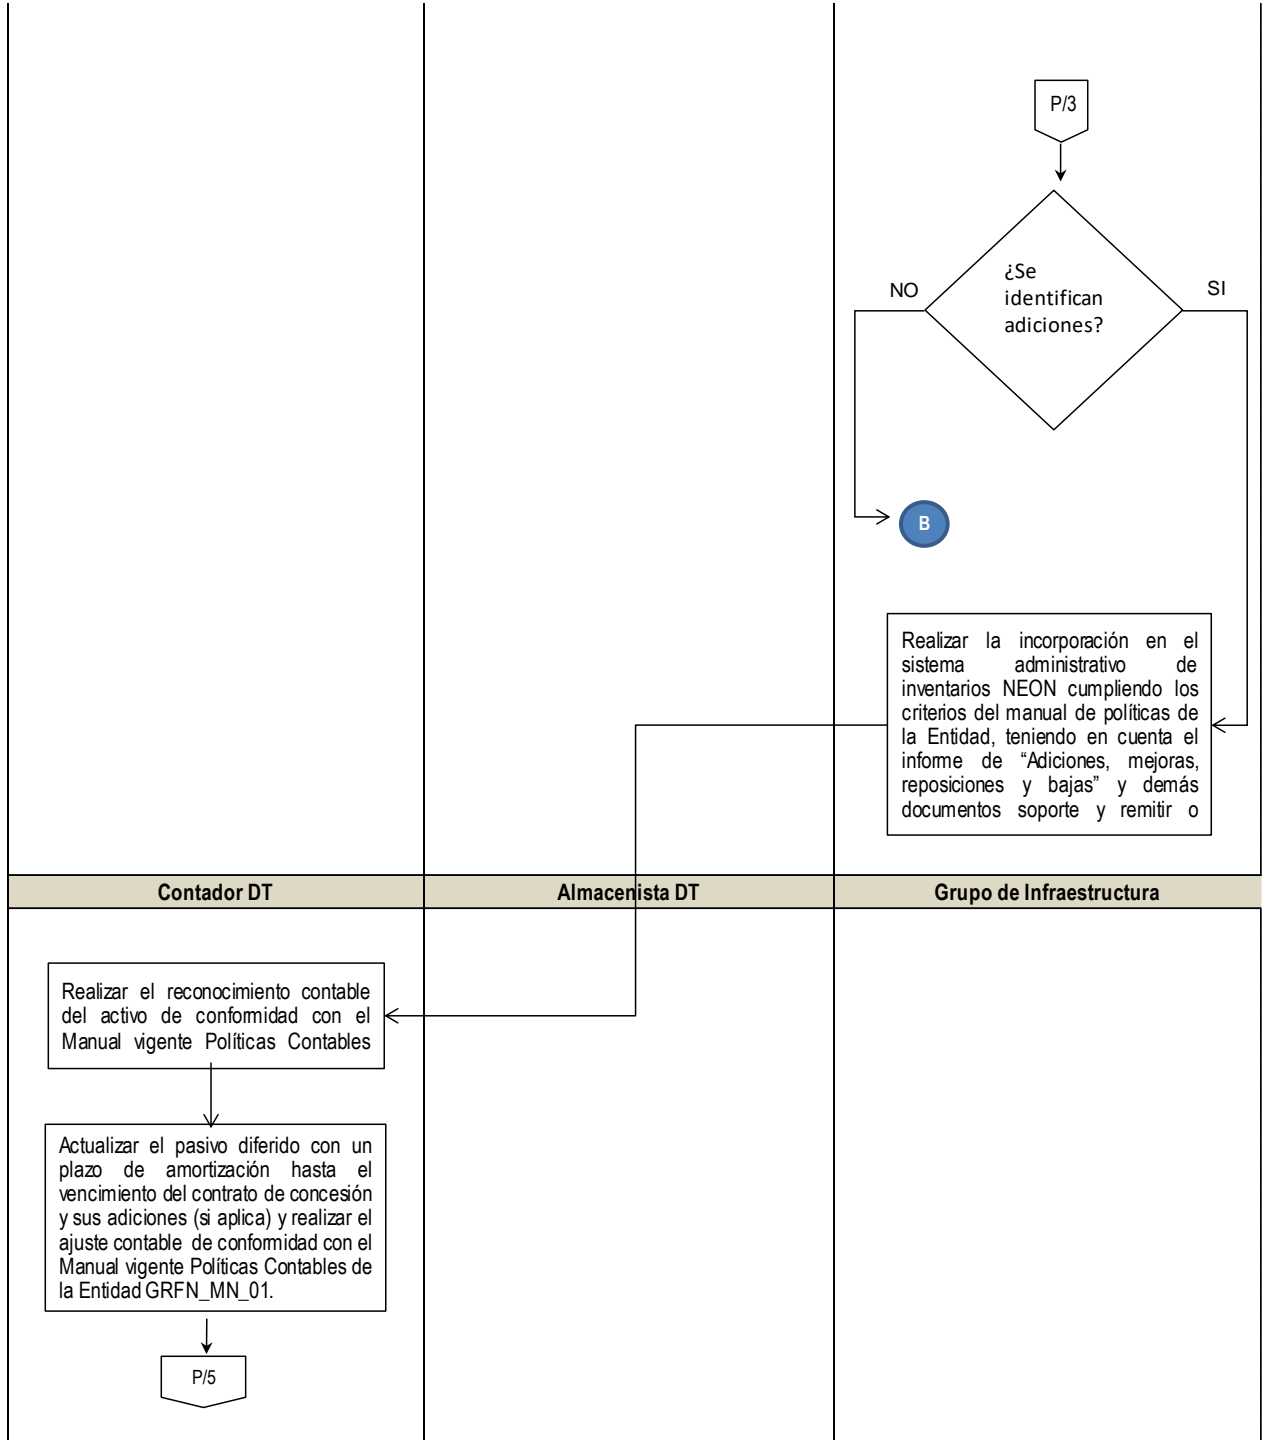 P/3
¿Se
identifican
adiciones?
NO
SI
B
Realizar la incorporación en el
sistema administrativo de
inventarios NEON cumpliendo los
criterios del manual de políticas de
la Entidad, teniendo en cuenta el
informe de “Adiciones, mejoras,
reposiciones y bajas” y demás
documentos soporte y remitir o
Contador DT
Almacenista DT
Grupo de Infraestructura
Realizar el reconocimiento contable
del activo de conformidad con el
Manual vigente Políticas Contables
Actualizar el pasivo diferido con un
plazo de amortización hasta el
vencimiento del contrato de concesión
y sus adiciones (si aplica) y realizar el
ajuste contable de conformidad con el
Manual vigente Políticas Contables de
la Entidad GRFN_MN_01.
P/5